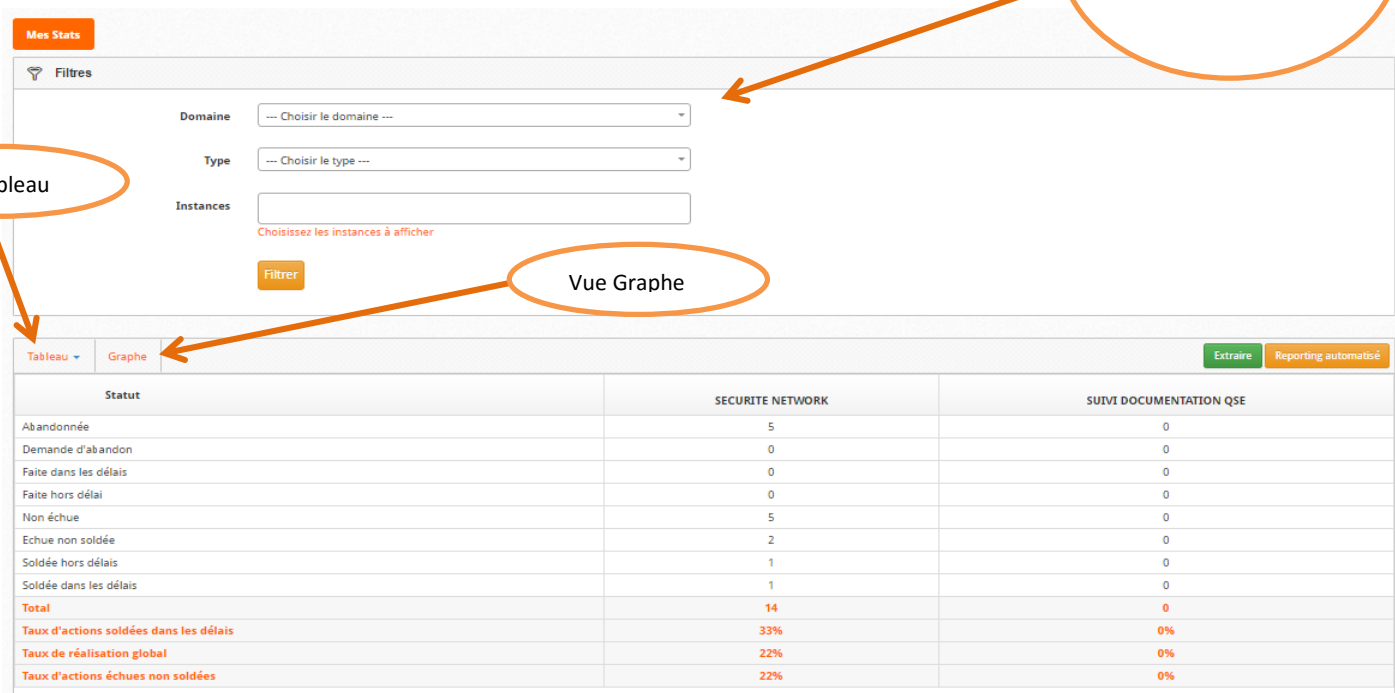 Mes Stats
Filtres
Domaine --- Choisir le domaine ---
Type --- Choisir le type ---
Instances
Choisissez les instances à afficher
Filtrer
Vue Graphe
Tableau Graphe Extraire Reporting automatisé
Statut SECURITE NETWORK SUIVI DOCUMENTATION QSE
Abandonnée 5 0
Demande d'abandon 0 0
Faite dans les délais 0 0
Faite hors délai 0 0
Non échue 5 0
Echue non soldée 2 0
Soldée hors délais 1 0
Soldée dans les délais 1 0
Total 14 0
Taux d'actions soldées dans les délais 33% 0%
Taux de réalisation global 22% 0%
Taux d'actions échues non soldées 22% 0%